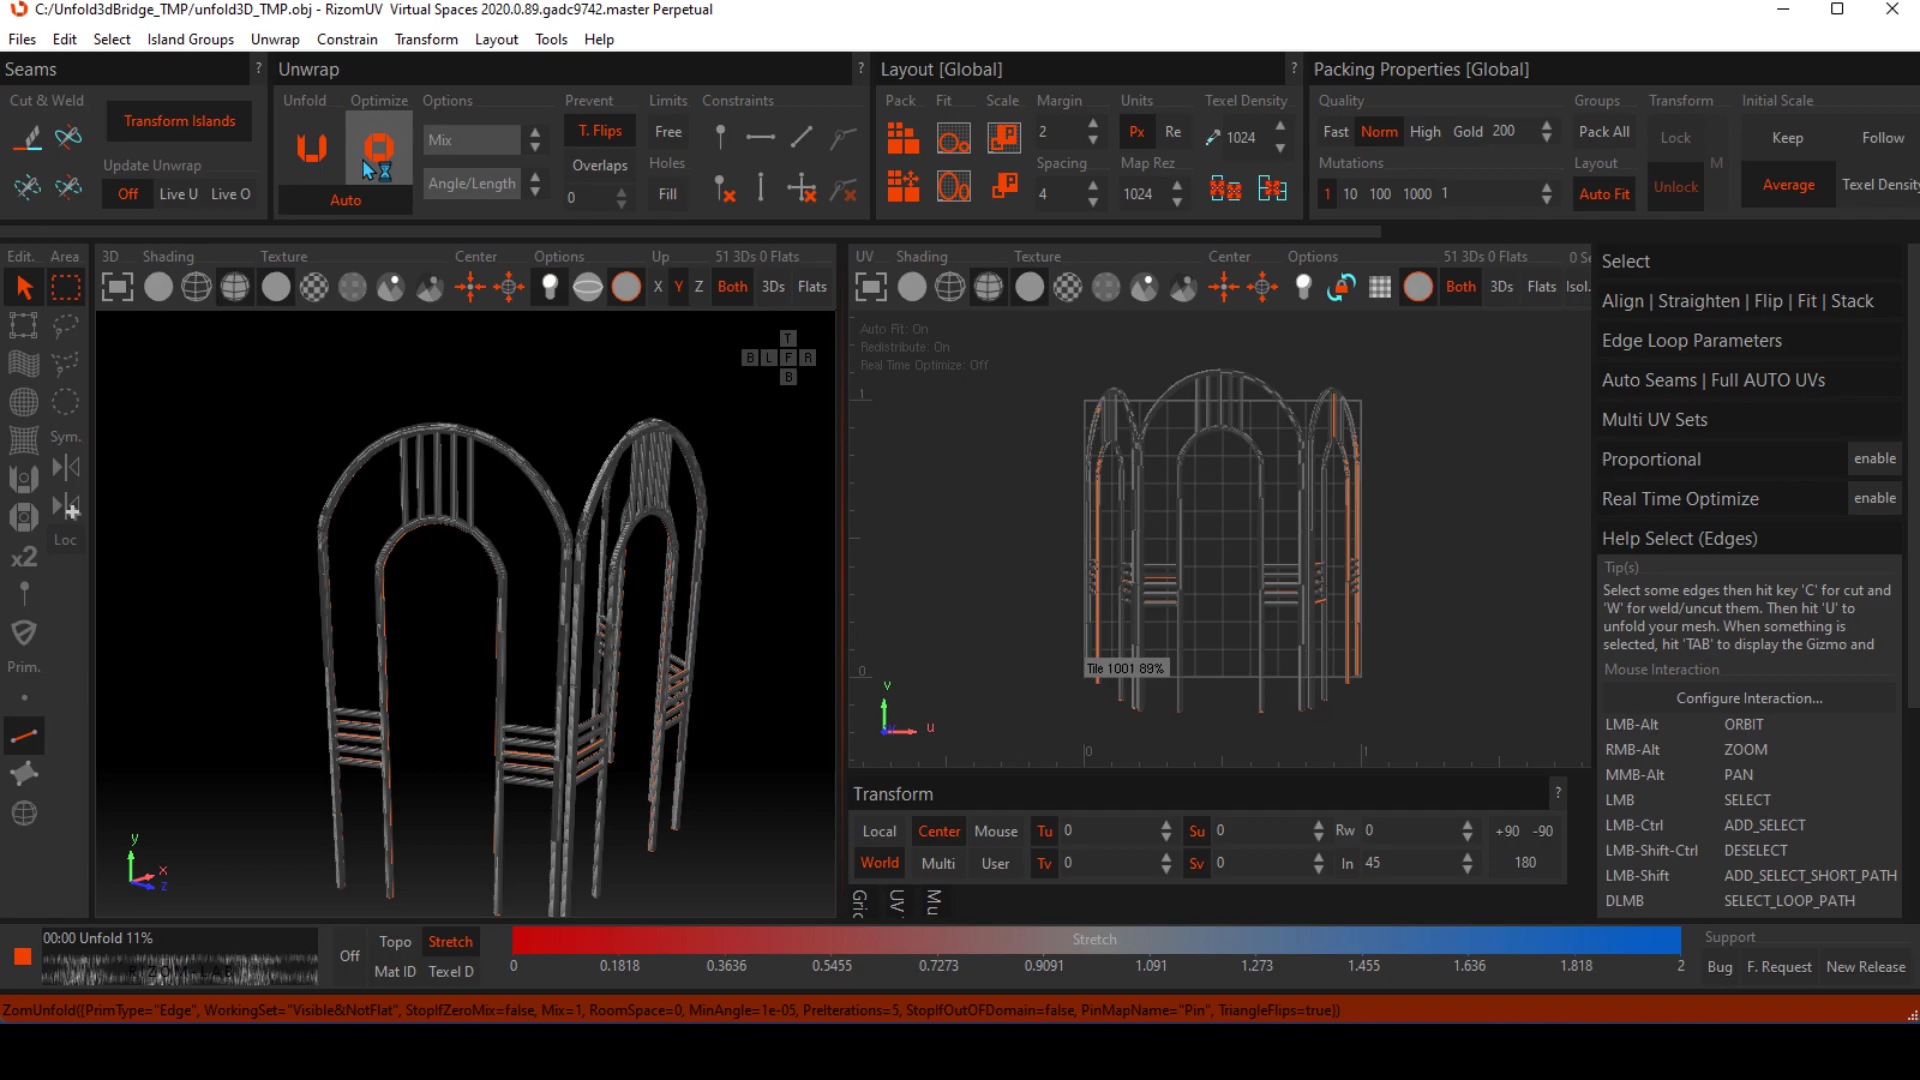 C:/Unfold3dBridge_TMP/unfold3D_TMP.obj - RizomUV Virtual Spaces 2020.0.89.gadc9742.master Perpetual
Files Edit Select Island Groups Unwrap Constrain Transform Layout Tools Help
Seams ? Unwrap ? Layout [Global] ? Packing Properties [Global]
Cut & Weld Unfold Optimize Options Prevent Limits Constraints Pack Fit Scale Margin Units Texel Density Quality Groups Transform Initial Scale
Transform Islands Mix T. Flips Free 2 Px Re 1024 Fast Norm High Gold 200 Pack All Lock Keep Follow
Update Unwrap Overlaps Holes Spacing Map Rez Mutations Layout M
Off Live U Live O Auto Angle/Length 0 Fill 4 1024 1 10 100 1000 1 Auto Fit Unlock Average Texel Density
Edit. Area 3D Shading Texture Center Options Up 51 3Ds 0 Flats UV Shading Texture Center Options 51 3Ds 0 Flats 0 Se
X Y Z Both 3Ds Flats Both 3Ds Flats Isol.
Select
Align | Straighten | Flip | Fit | Stack
Edge Loop Parameters
Auto Seams | Full AUTO UVs
Multi UV Sets
Proportional enable
Real Time Optimize enable
Help Select (Edges)
Tip(s)
Select some edges then hit key 'C' for cut and
'W' for weld/uncut them. Then hit 'U' to
unfold your mesh. When something is
selected, hit 'TAB' to display the Gizmo and
Mouse Interaction
Configure Interaction...
LMB-Alt ORBIT
RMB-Alt ZOOM
MMB-Alt PAN
LMB SELECT
LMB-Ctrl ADD_SELECT
LMB-Shift-Ctrl DESELECT
LMB-Shift ADD_SELECT_SHORT_PATH
DLMB SELECT_LOOP_PATH
Sym.
Loc
x2
Prim.
T
B L F R
B
y
x
z
Auto Fit: On
Redistribute: On
Real Time Optimize: Off
1
0
Tile 1001 89%
v
u
0 1
Transform ?
Local Center Mouse Tu 0 Su 0 Rw 0 +90 -90
World Multi User Tv 0 Sv 0 In 45 180
Gric UV Mu
00:00 Unfold 11%
RIZOM-LAB
Off Topo Stretch
Mat ID Texel D
Stretch
0 0.1818 0.3636 0.5455 0.7273 0.9091 1.091 1.273 1.455 1.636 1.818 2
Support
Bug F. Request New Release
ZomUnfold({PrimType="Edge", WorkingSet="Visible&NotFlat", StopIfZeroMix=false, Mix=1, RoomSpace=0, MinAngle=1e-05, PreIterations=5, StopIfOutOFDomain=false, PinMapName="Pin", TriangleFlips=true})